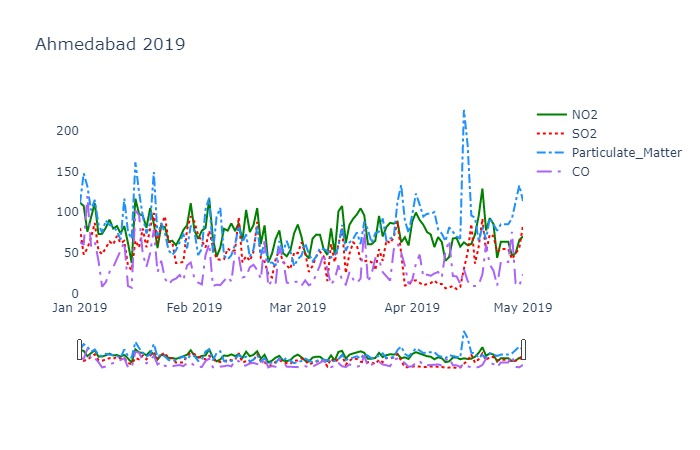 Ahmedabad 2019
200
150
100
50
0
Jan 2019
Feb 2019
Mar 2019
Apr 2019
May 2019
NO2
SO2
Particulate_Matter
CO